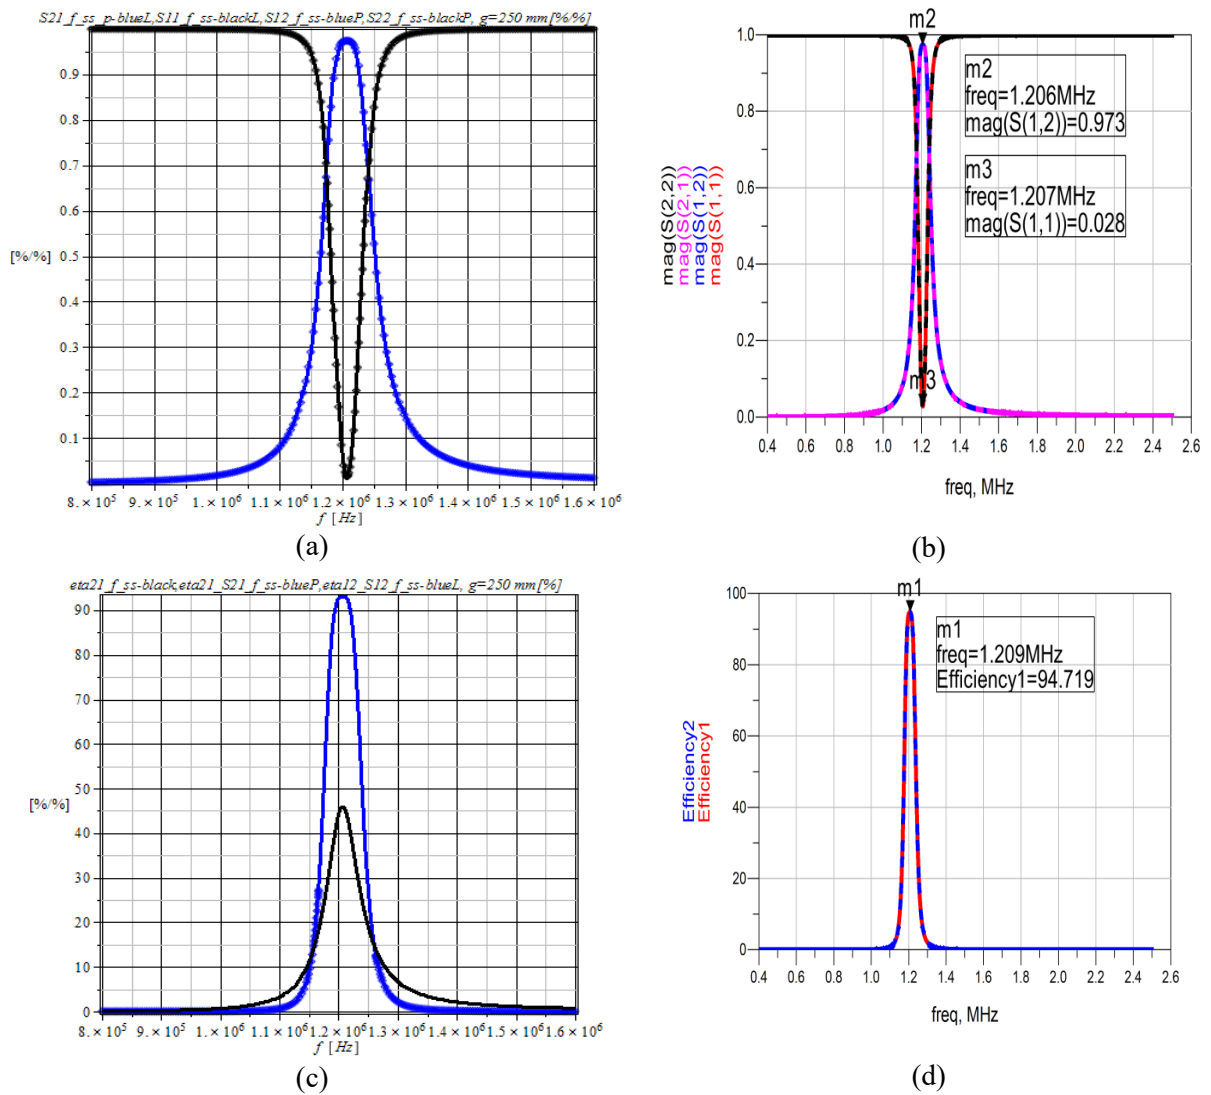 S21_f_ss_p-blueL,S11_f_ss-blackL,S12_f_ss-blueP,S22_f_ss-blackP, g=250 mm[%/%]
0.9
0.8
0.7
0.6
[%/%] 0.5
0.4
0.3
0.2
0.1
8.×10⁵ 9.×10⁵ 1.×10⁶ 1.1×10⁶ 1.2×10⁶ 1.3×10⁶ 1.4×10⁶ 1.5×10⁶ 1.6×10⁶
f [Hz]
(a)
m2
1.0
0.8
0.6
0.4
0.2
0.0
m2
freq=1.206MHz
mag(S(1,2))=0.973
m3
freq=1.207MHz
mag(S(1,1))=0.028
mag(S(2,2))
mag(S(2,1))
mag(S(1,2))
mag(S(1,1))
m3
0.4 0.6 0.8 1.0 1.2 1.4 1.6 1.8 2.0 2.2 2.4 2.6
freq, MHz
(b)
eta21_f_ss-black,eta21_S21_f_ss-blueP,eta12_S12_f_ss-blueL, g=250 mm[%]
90
80
70
60
50
[%/%]
40
30
20
10
0
8.×10⁵ 9.×10⁵ 1.×10⁶ 1.1×10⁶ 1.2×10⁶ 1.3×10⁶ 1.4×10⁶ 1.5×10⁶ 1.6×10⁶
f [Hz]
(c)
m1
100
80
60
40
20
0
m1
freq=1.209MHz
Efficiency1=94.719
Efficiency2
Efficiency1
0.4 0.6 0.8 1.0 1.2 1.4 1.6 1.8 2.0 2.2 2.4 2.6
freq, MHz
(d)